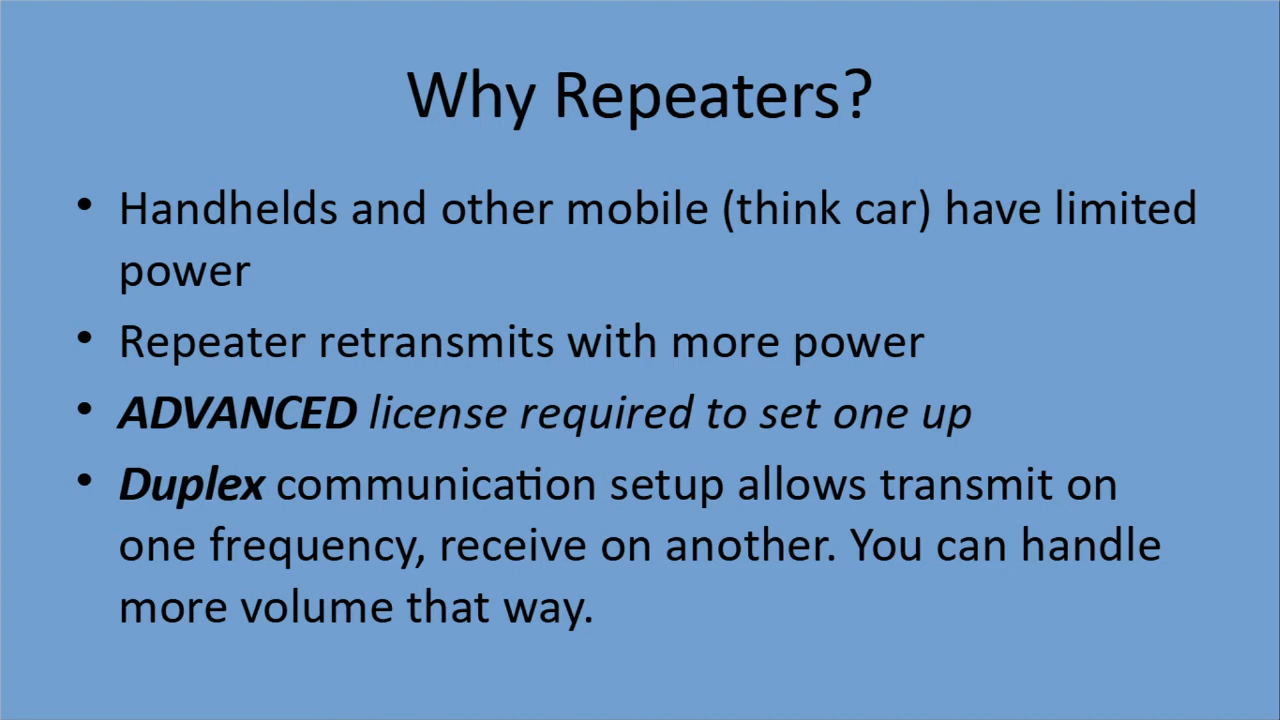 Why Repeaters?
• Handhelds and other mobile (think car) have limited
power
• Repeater retransmits with more power
• ADVANCED license required to set one up
• Duplex communication setup allows transmit on
one frequency, receive on another. You can handle
more volume that way.